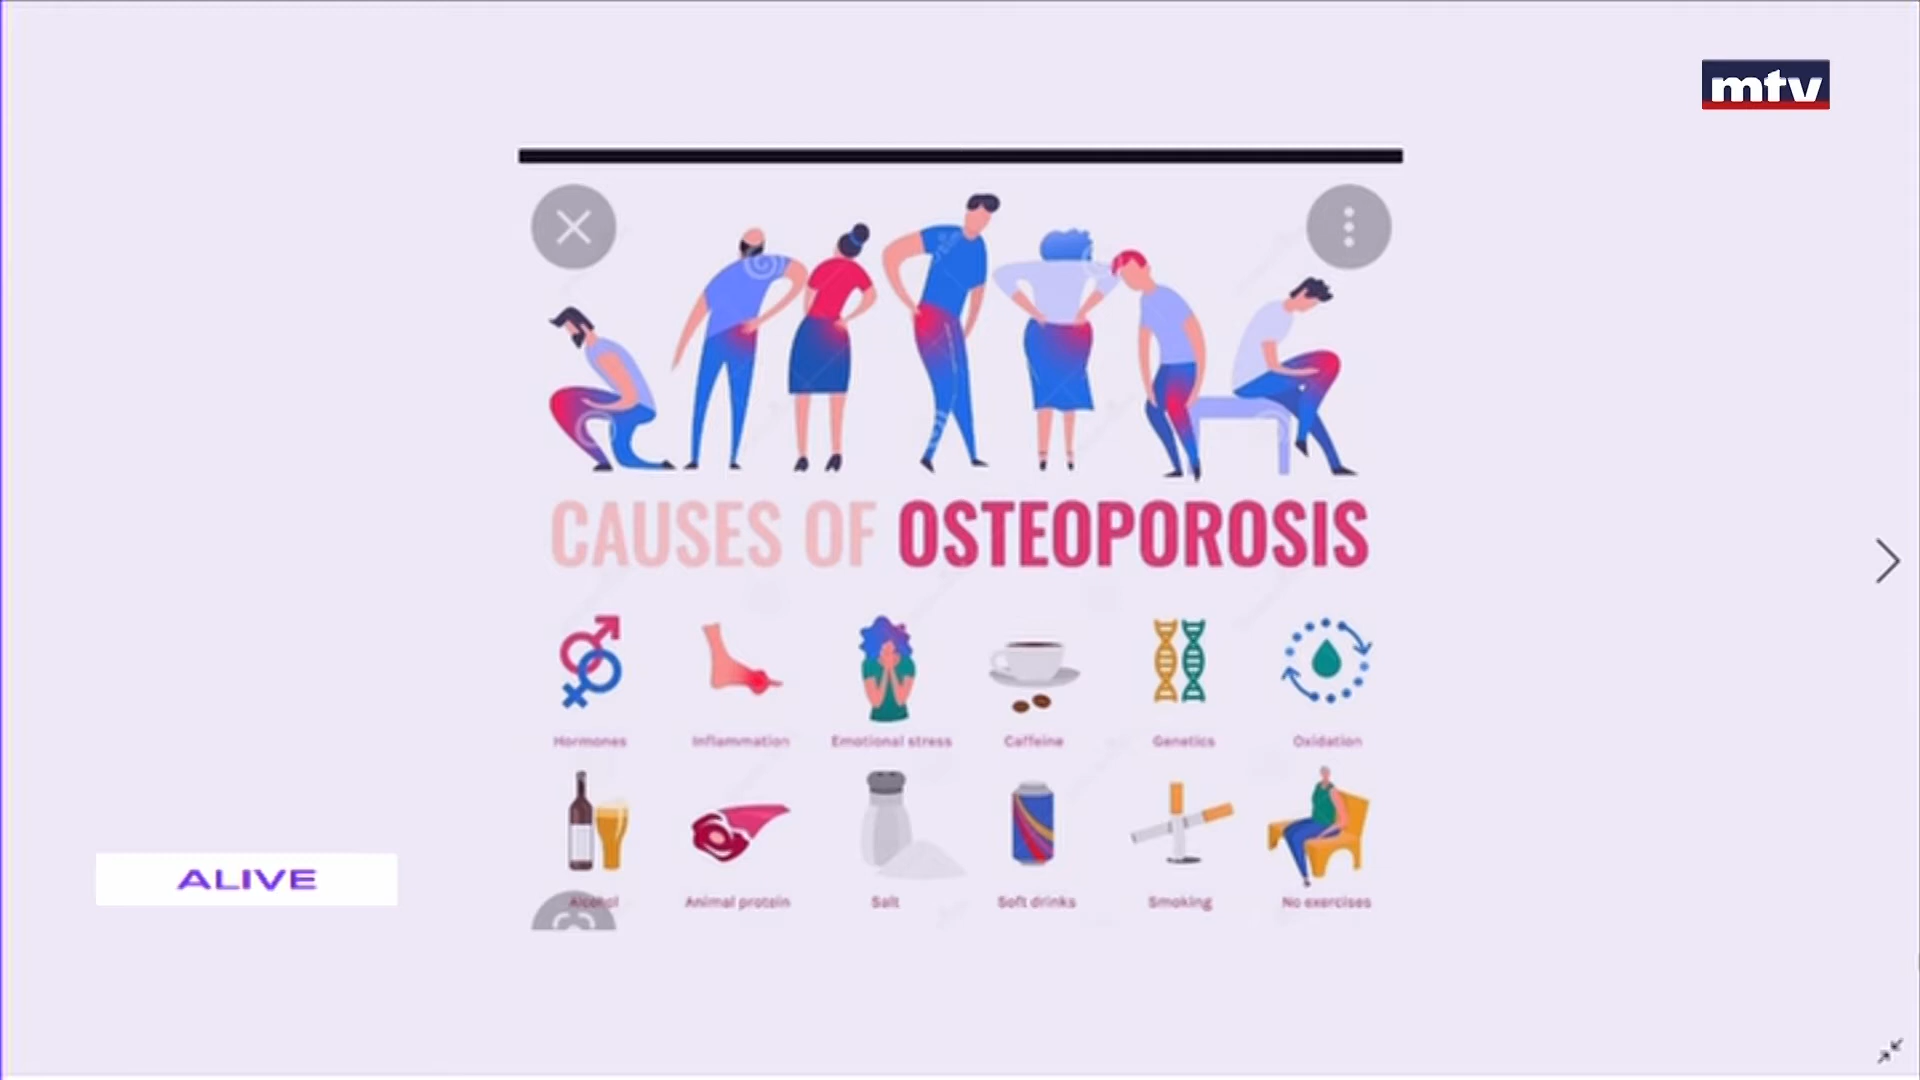 mtv
CAUSES OF OSTEOPOROSIS
Hormones
Inflammation
Emotional stress
Caffeine
Genetics
Oxidation
Alcohol
Animal protein
Salt
Soft drinks
Smoking
No exercises
ALIVE